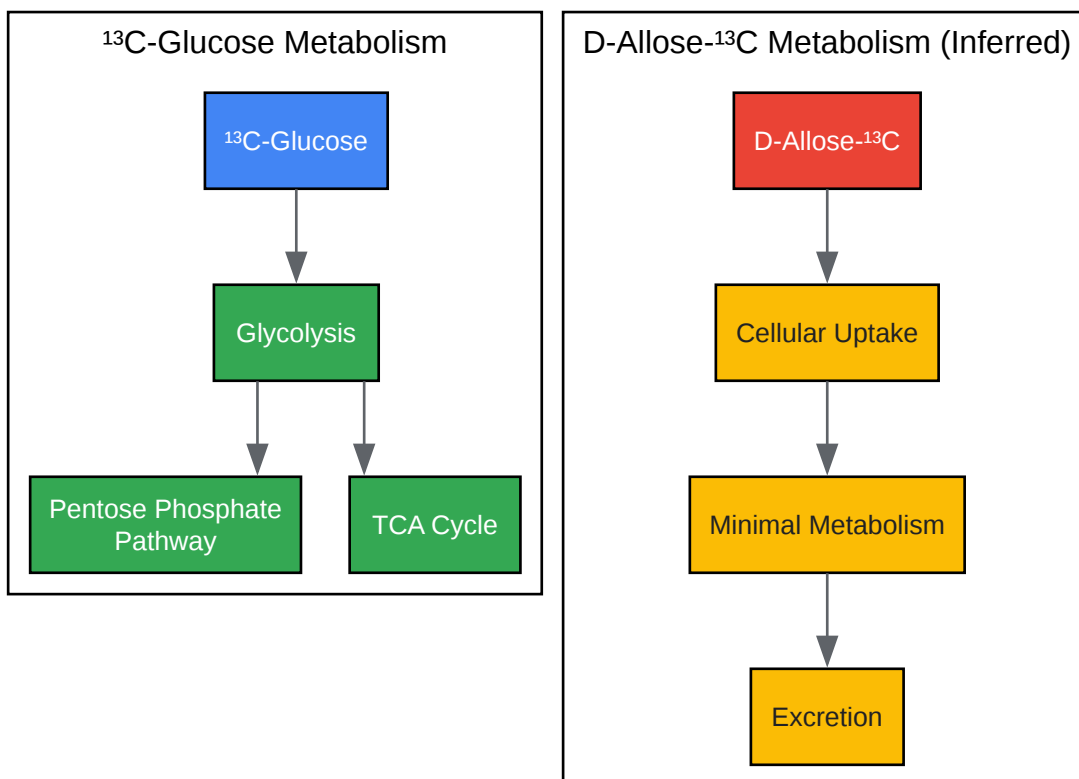 ¹³C-Glucose Metabolism
¹³C-Glucose
Glycolysis
Pentose Phosphate
Pathway
TCA Cycle
D-Allose-¹³C Metabolism (Inferred)
D-Allose-¹³C
Cellular Uptake
Minimal Metabolism
Excretion